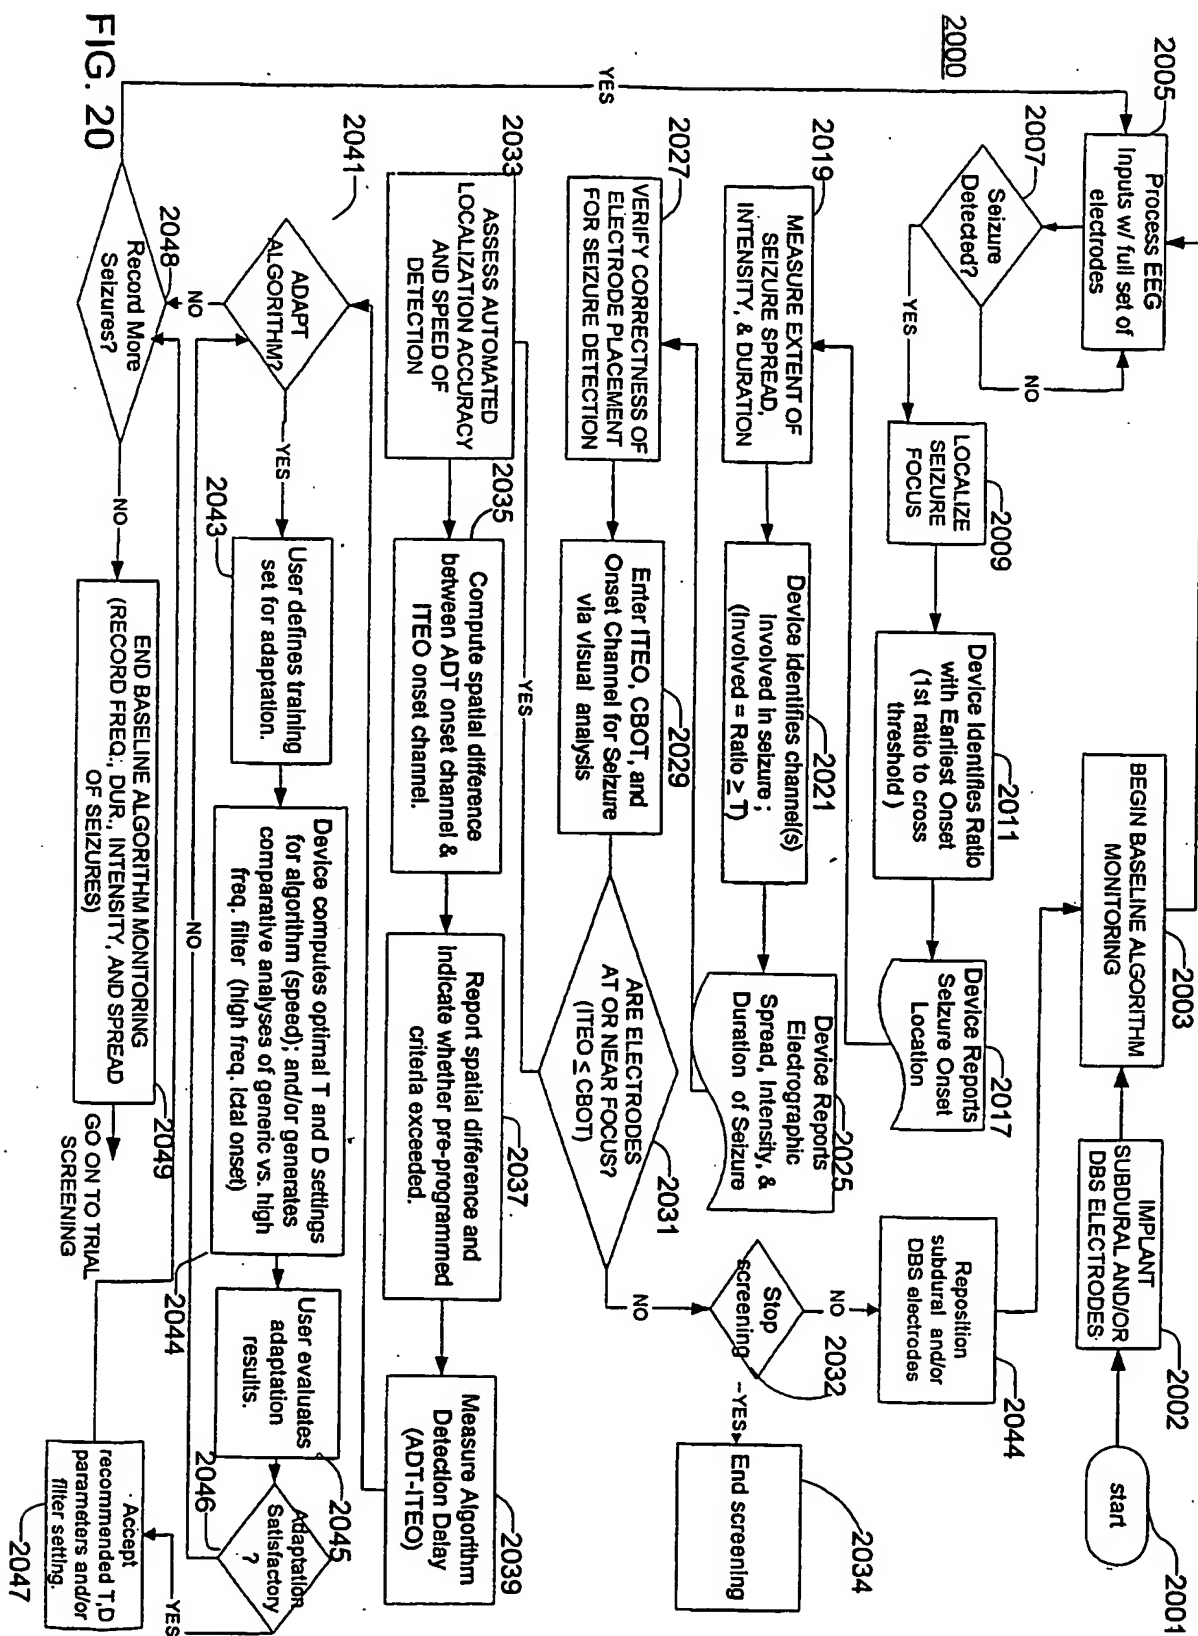 2000
start
2001
IMPLANT
SUBDURAL AND/OR
DBS ELECTRODES
2002
BEGIN BASELINE ALGORITHM
MONITORING
2003
2005
Process EEG
Inputs w/ full set of
electrodes
2007
Seizure
Detected?
NO
YES
LOCALIZE
SEIZURE
FOCUS
2009
Device Identifies Ratio
with Earliest Onset
(1st ratio to cross
threshold )
2011
Device Reports
Seizure Onset
Location
2017
2019
MEASURE EXTENT OF
SEIZURE SPREAD,
INTENSITY, & DURATION
Device Identifies channel(s)
involved in seizure ;
(Involved = Ratio ≥ T)
2021
Device Reports
Electrographic
Spread, Intensity, &
Duration of Seizure
2025
2027
VERIFY CORRECTNESS OF
ELECTRODE PLACEMENT
FOR SEIZURE DETECTION
Enter ITEO, CBOT, and
Onset Channel for Seizure
via visual analysis
2029
ARE ELECTRODES
AT OR NEAR FOCUS?
(ITEO ≤ CBOT)
2031
YES
NO
Stop
screening
2032
NO
Reposition
subdural and/or
DBS electrodes
2044
YES
End screening
2034
2033
ASSESS AUTOMATED
LOCALIZATION ACCURACY
AND SPEED OF
DETECTION
2035
Compute spatial difference
between ADT onset channel &
ITEO onset channel.
Report spatial difference and
indicate whether pre-programmed
criteria exceeded.
2037
Measure Algorithm
Detection Delay
(ADT-ITEO)
2039
2041
ADAPT
ALGORITHM?
NO
YES
User defines training
set for adaptation.
2043
Device computes optimal T and D settings
for algorithm (speed); and/or generates
comparative analyses of generic vs. high
freq. filter (high freq. ictal onset)
2044
User evaluates
adaptation
results.
2045
Adaptation
Satisfactory
?
2046
NO
YES
Accept
recommended T,D
parameters and/or
filter setting.
2047
2048
Record More
Seizures?
YES
NO
END BASELINE ALGORITHM MONITORING
(RECORD FREQ., DUR., INTENSITY, AND SPREAD
OF SEIZURES)
2049
GO ON TO TRIAL
SCREENING
FIG. 20